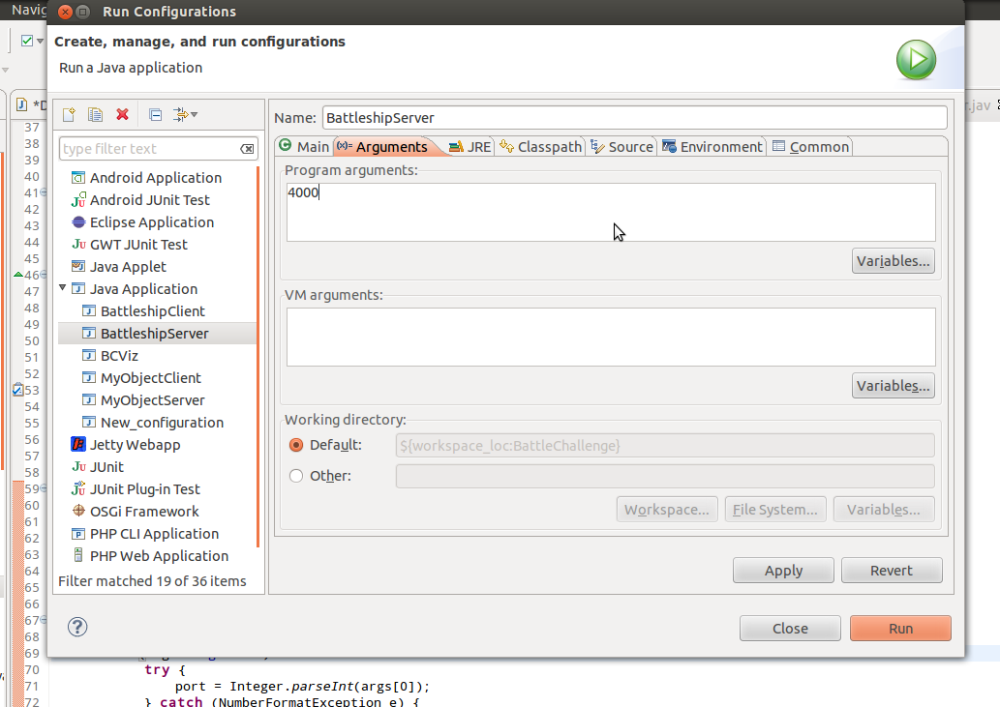 Navig
Run Configurations
Create, manage, and run configurations
Run a Java application
*D
r.jav
type filter text
Android Application
Android JUnit Test
Eclipse Application
GWT JUnit Test
Java Applet
Java Application
BattleshipClient
BattleshipServer
BCViz
MyObjectClient
MyObjectServer
New_configuration
Jetty Webapp
JUnit
JUnit Plug-in Test
OSGi Framework
PHP CLI Application
PHP Web Application
Filter matched 19 of 36 items
Name: BattleshipServer
Main (x)= Arguments JRE Classpath Source Environment Common
Program arguments:
4000
Variables...
VM arguments:
Variables...
Working directory:
Default: ${workspace_loc:BattleChallenge}
Other:
Workspace... File System... Variables...
Apply Revert
Close Run
37
38
39
40
41
42
43
44
45
46
47
48
49
50
51
52
53
54
55
56
57
58
59
60
61
62
63
64
65
66
67
68
69
70 try {
71 port = Integer.parseInt(args[0]);
72 } catch (NumberFormatException e) {